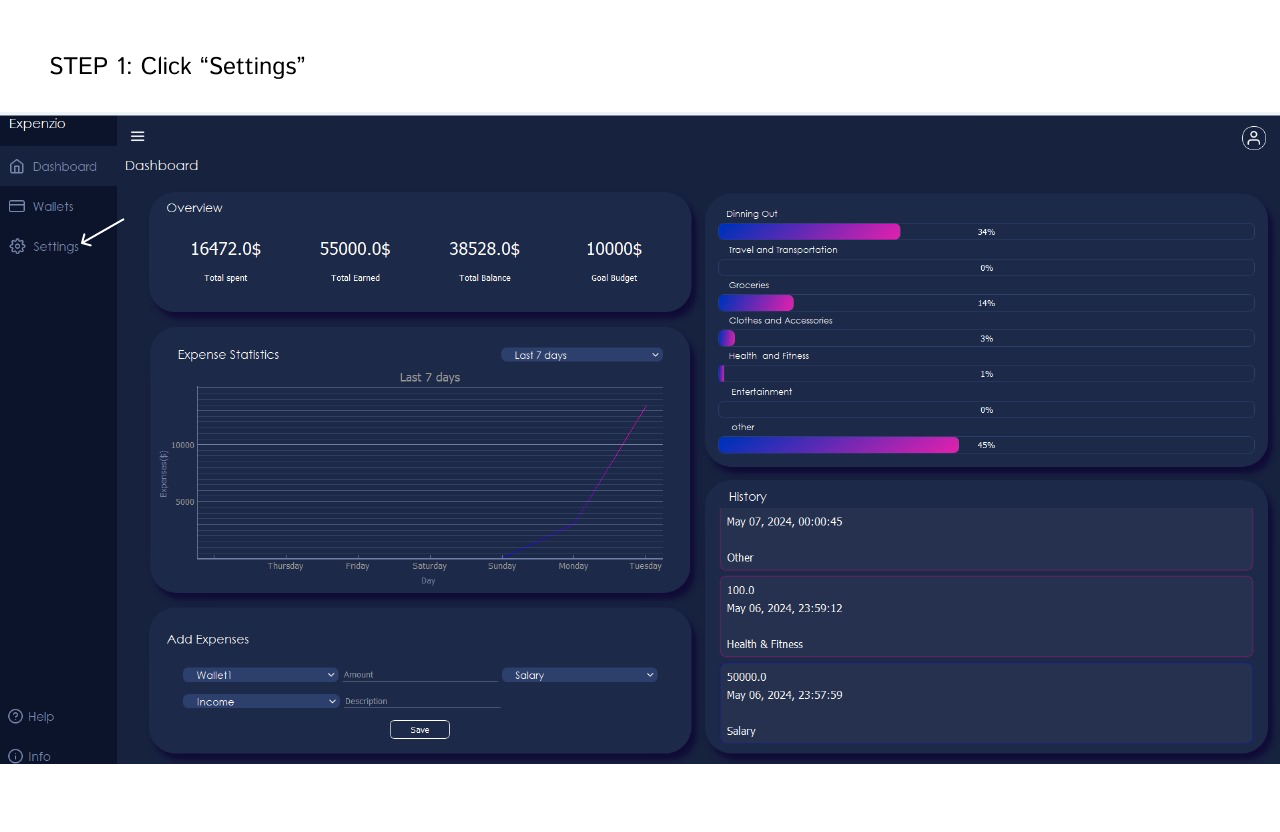 STEP 1: Click “Settings”
Expenzio
Dashboard
Wallets
Settings
Help
Info
Dashboard
Overview
16472.0$ 55000.0$ 38528.0$ 10000$
Total spent Total Earned Total Balance Goal Budget
Expense Statistics
Last 7 days
Last 7 days
10000
5000
Expenses($)
Thursday Friday Saturday Sunday Monday Tuesday
Day
Add Expenses
Wallet1 Amount Salary
Income Description
Save
Dinning Out
34%
Travel and Transportation
0%
Groceries
14%
Clothes and Accessories
3%
Health and Fitness
1%
Entertainment
0%
other
45%
History
May 07, 2024, 00:00:45
Other
100.0
May 06, 2024, 23:59:12
Health & Fitness
50000.0
May 06, 2024, 23:57:59
Salary